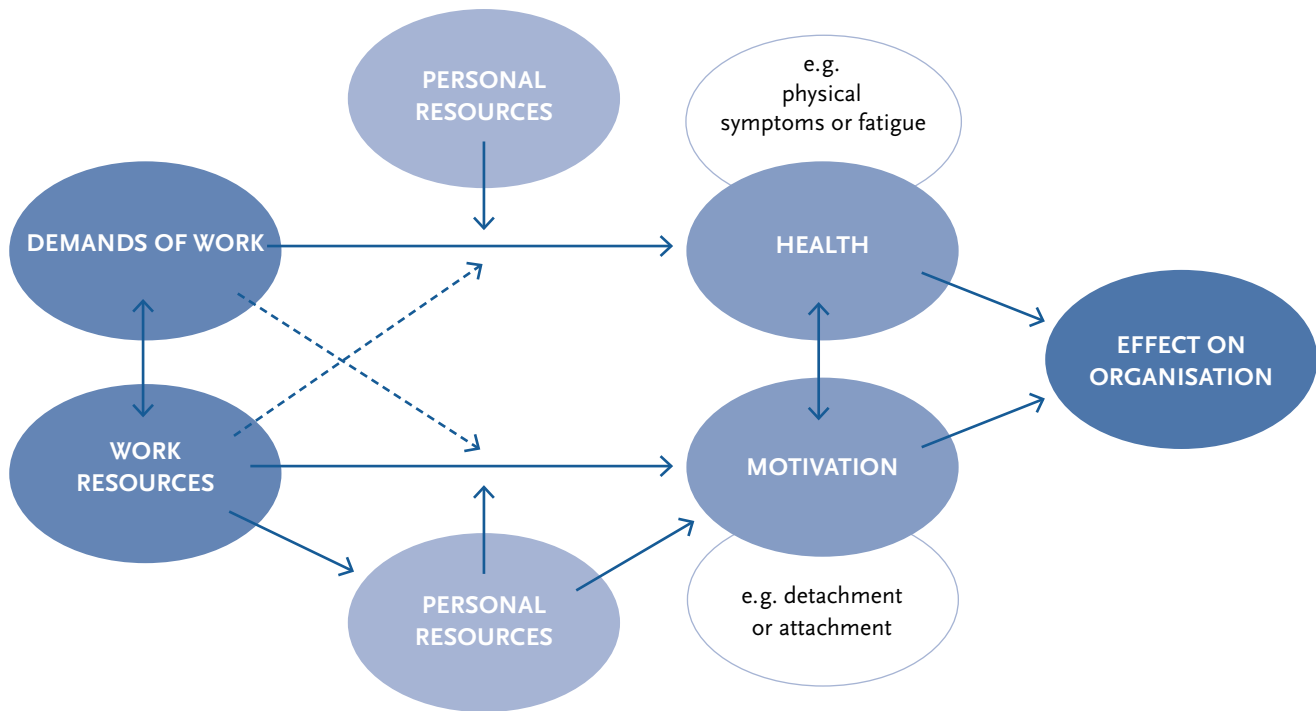 PERSONAL
RESOURCES
e.g.
physical
symptoms or fatigue
DEMANDS OF WORK
HEALTH
EFFECT ON
ORGANISATION
WORK
RESOURCES
MOTIVATION
PERSONAL
RESOURCES
e.g. detachment
or attachment